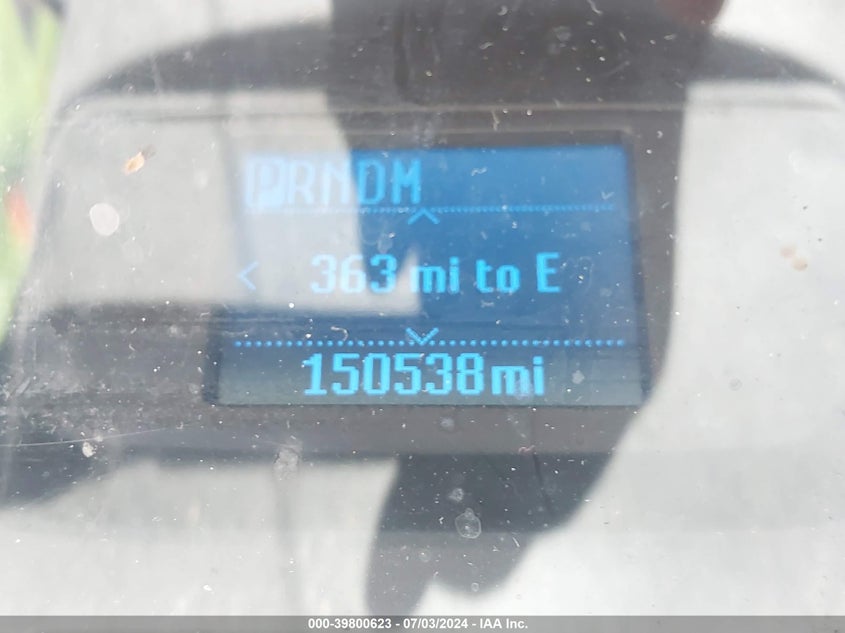 PRNDM
363 mi to E
150538mi
000-39800623 - 07/03/2024 - IAA Inc.